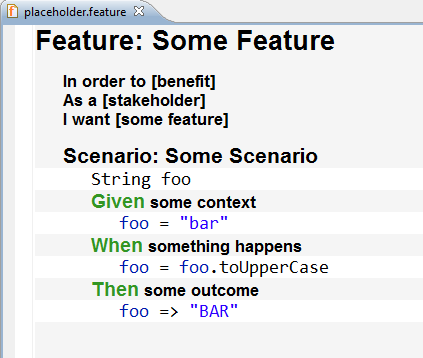 placeholder.feature
Feature: Some Feature
In order to [benefit]
As a [stakeholder]
I want [some feature]
Scenario: Some Scenario
String foo
Given some context
foo = "bar"
When something happens
foo = foo.toUpperCase
Then some outcome
foo => "BAR"